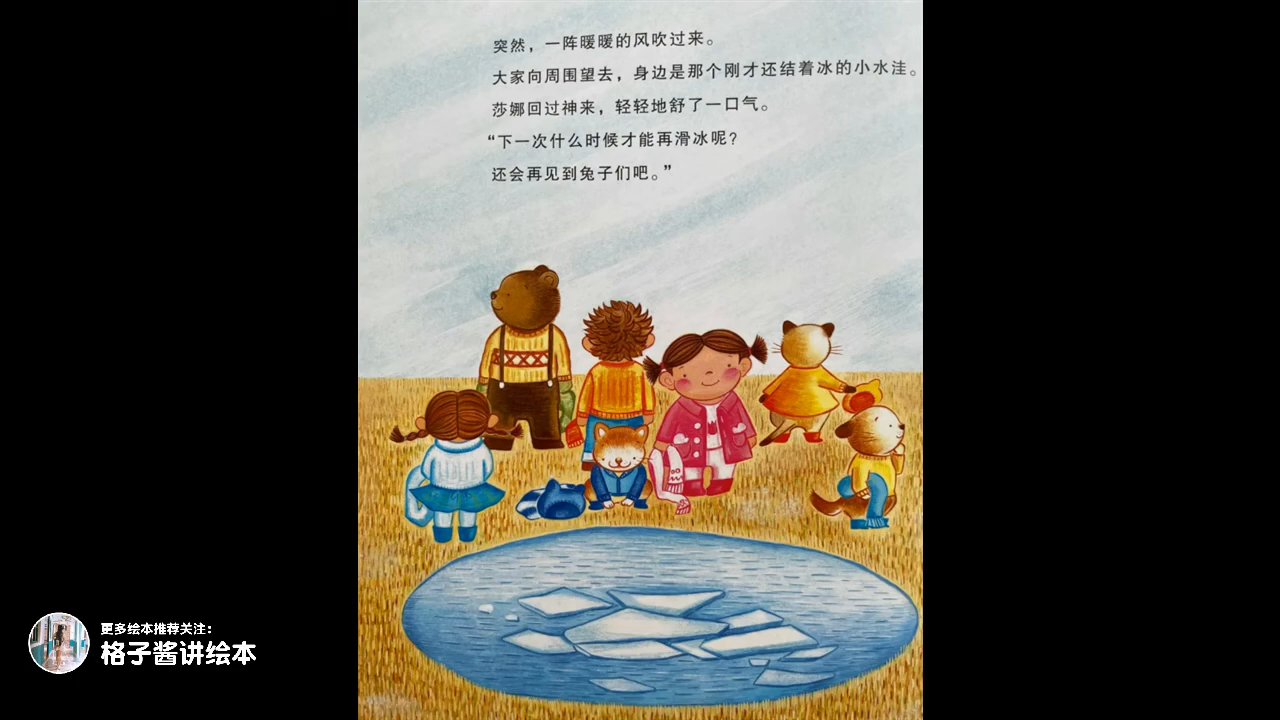 突然，一阵暖暖的风吹过来。
大家向周围望去，身边是那个刚才还结着冰的小水洼。
莎娜回过神来，轻轻地舒了一口气。
“下一次什么时候才能再滑冰呢？
还会再见到兔子们吧。”
更多绘本推荐关注：
格子酱讲绘本